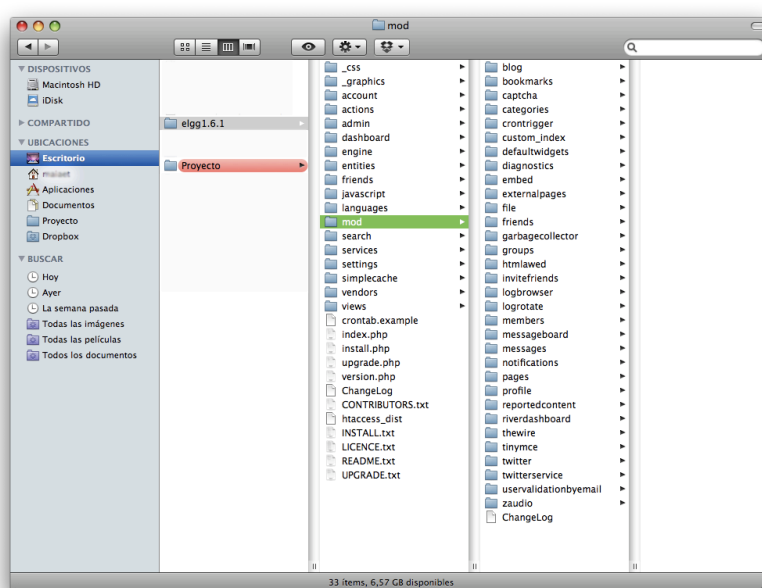 mod
DISPOSITIVOS
Macintosh HD
iDisk
COMPARTIDO
UBICACIONES
Escritorio
Aplicaciones
Documentos
Proyecto
Dropbox
BUSCAR
Hoy
Ayer
La semana pasada
Todas las imágenes
Todas las películas
Todos los documentos
elgg1.6.1
Proyecto
_css
_graphics
account
actions
admin
dashboard
engine
entities
friends
javascript
languages
mod
search
services
settings
simplecache
vendors
views
crontab.example
index.php
install.php
upgrade.php
version.php
ChangeLog
CONTRIBUTORS.txt
htaccess_dist
INSTALL.txt
LICENCE.txt
README.txt
UPGRADE.txt
blog
bookmarks
captcha
categories
crontrigger
custom_index
defaultwidgets
diagnostics
embed
externalpages
file
friends
garbagecollector
groups
htmlawed
invitefriends
logbrowser
logrotate
members
messageboard
messages
notifications
pages
profile
reportedcontent
riverdashboard
thewire
tinymce
twitter
twitterservice
uservalidationbyemail
zaudio
ChangeLog
33 ítems, 6,57 GB disponibles